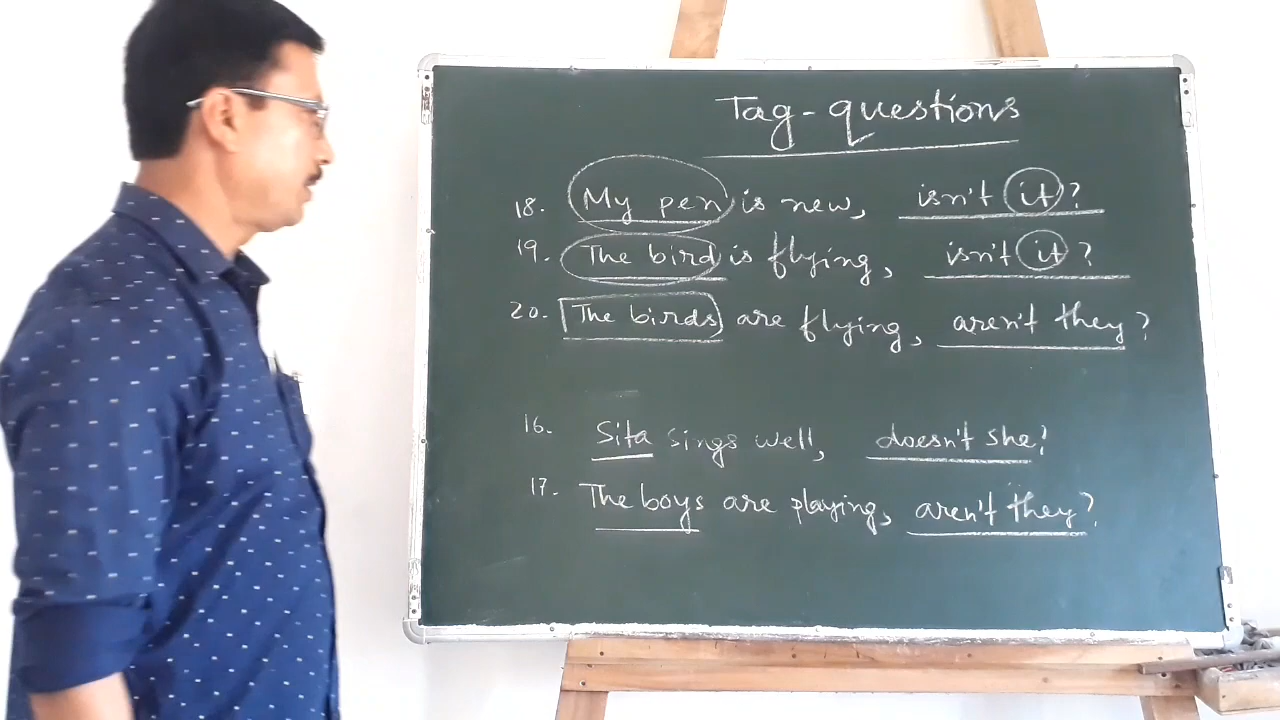 Tag-questions
18. My pen is new, isn't it?
19. The bird is flying, isn't it?
20. The birds are flying, aren't they?
16. Sita sings well, doesn't she?
17. The boys are playing, aren't they?